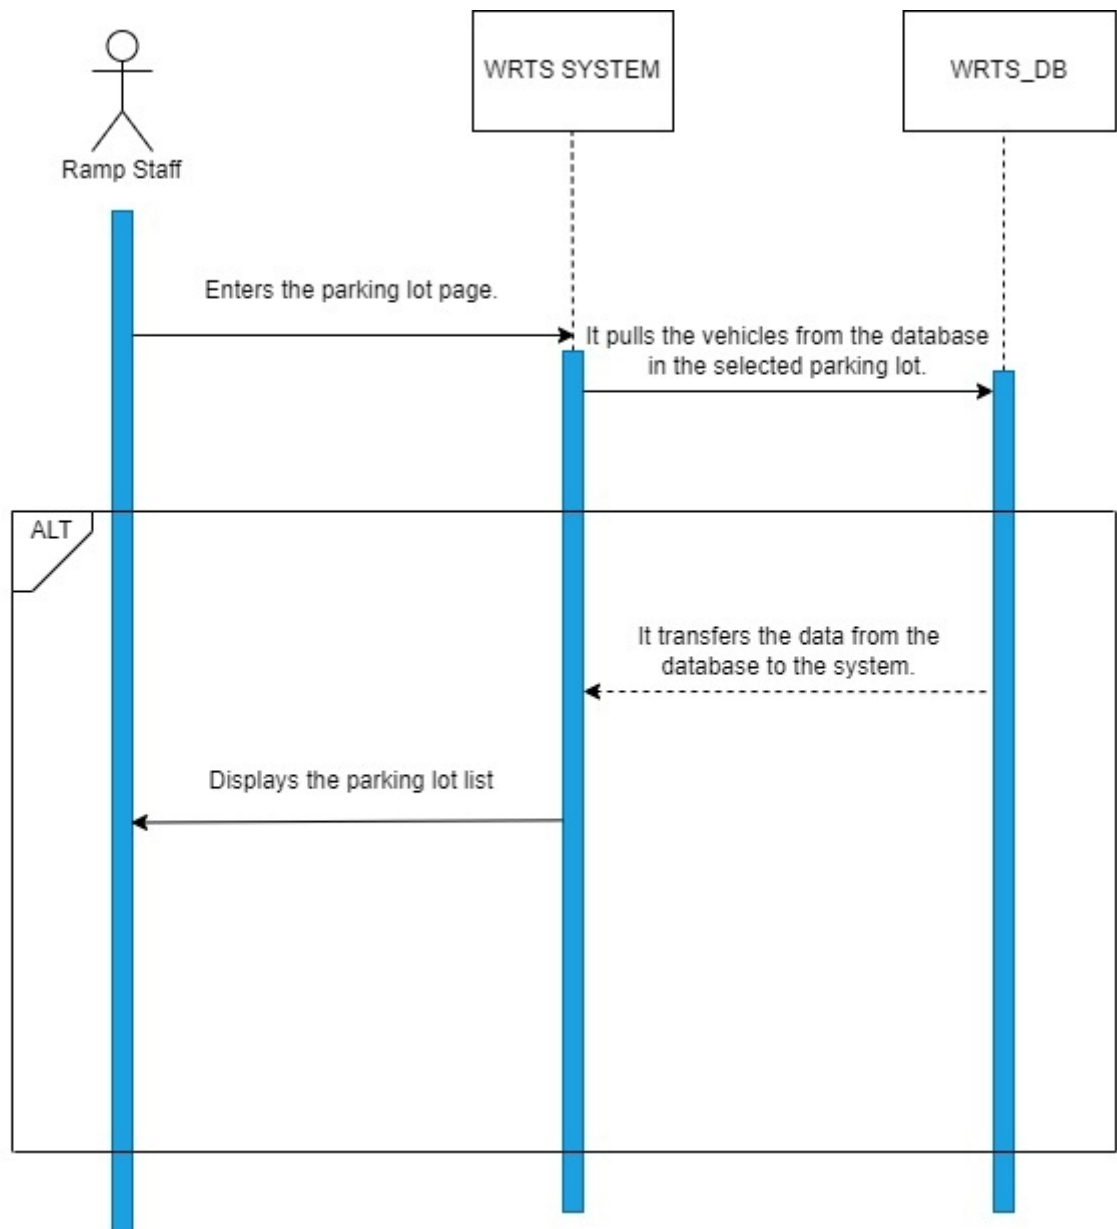 WRTS SYSTEM
WRTS_DB
Ramp Staff
Enters the parking lot page.
It pulls the vehicles from the database
in the selected parking lot.
ALT
It transfers the data from the
database to the system.
Displays the parking lot list